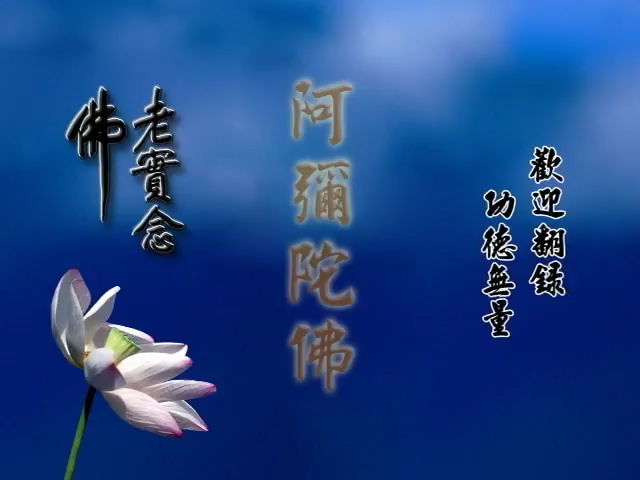 歡迎翻録
功德無量
阿彌陀佛
老實念
佛